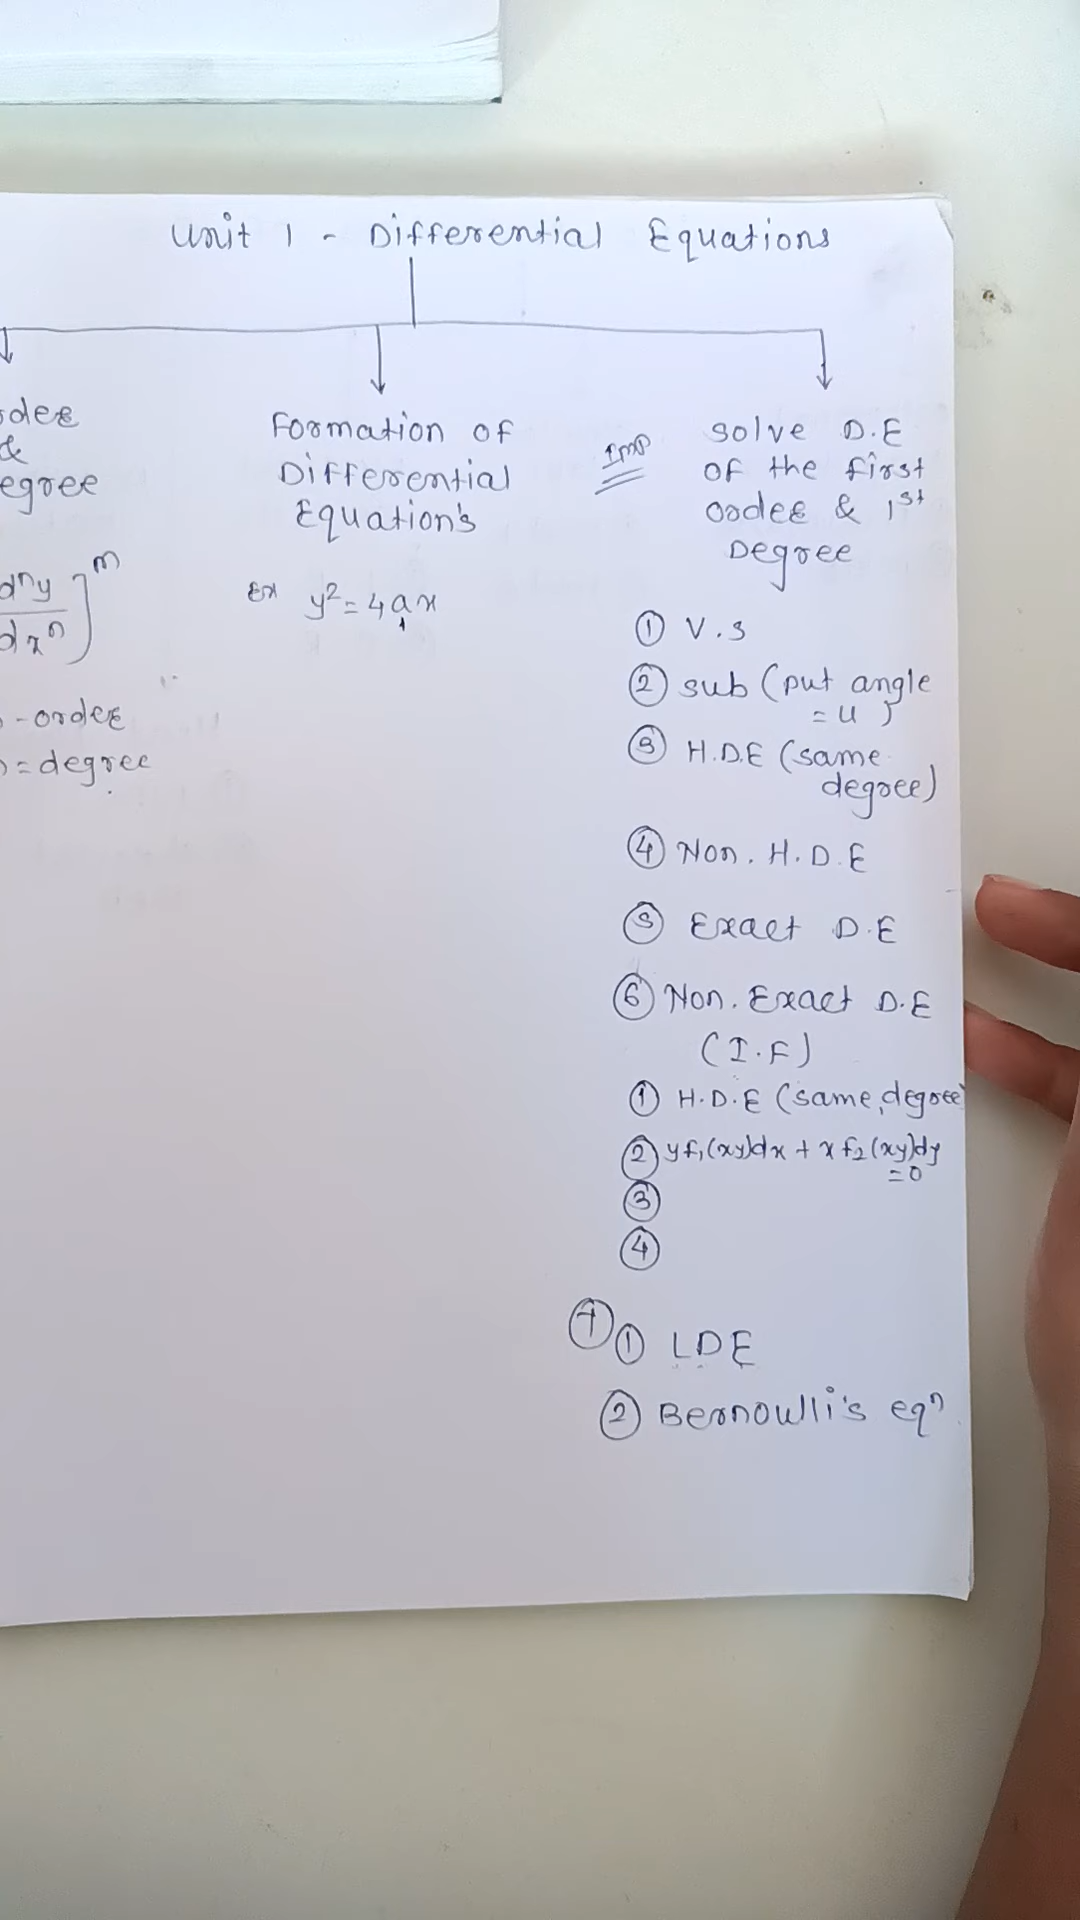 Unit 1 - Differential Equations
order
&
Degree
[dⁿy/dxⁿ]ᵐ
n - order
m = degree
Formation of
Differential
Equation's
Ex y² = 4ax
1
Imp
Solve D.E
of the first
order & 1st
Degree
① V.S
② sub (put angle
= u)
③ H.D.E (same
degree)
④ Non. H.D.E
⑤ Exact D.E
⑥ Non. Exact D.E
(I.F)
① H.D.E (same, degree)
② yf₁(xy)dx + xf₂(xy)dy
= 0
③
④
⑦ ① LDE
② Bernoulli's eqⁿ